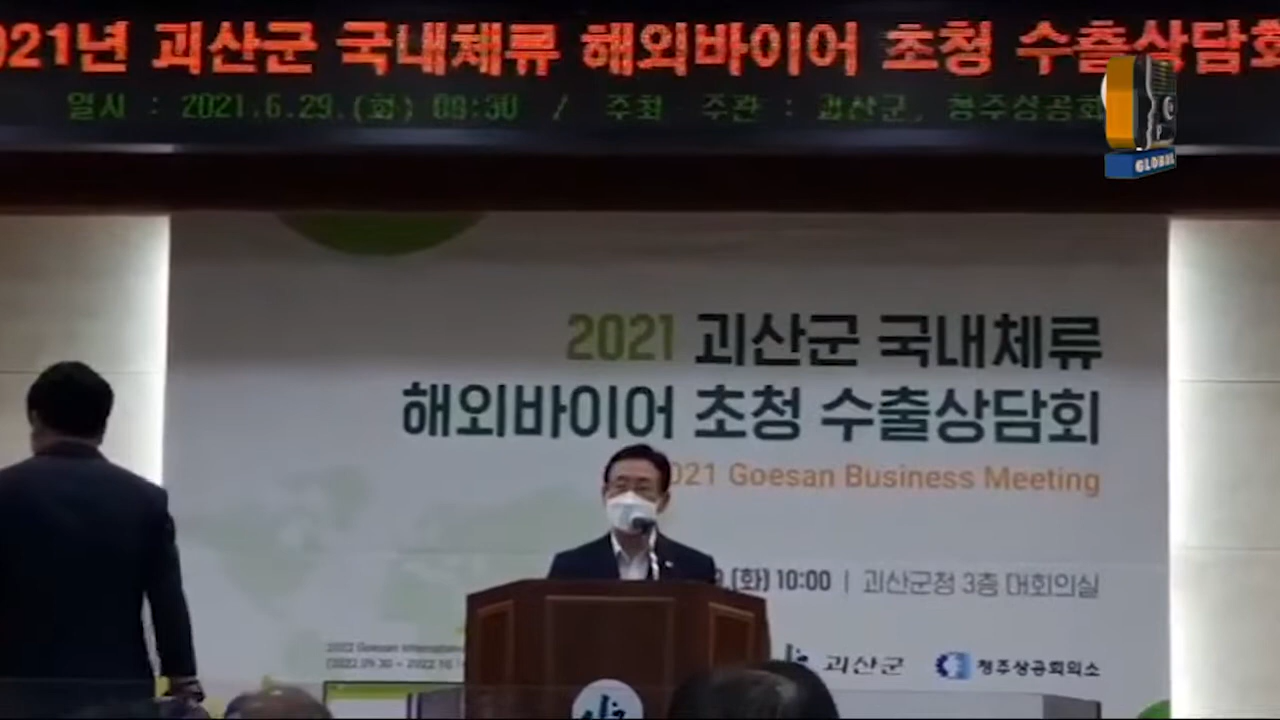 021년 괴산군 국내체류 해외바이어 초청 수출상담회
일시 : 2021.6.29.(화) 09:30 / 주최 주관 : 괴산군, 청주상공회
GLOBAL
2021 괴산군 국내체류
해외바이어 초청 수출상담회
021 Goesan Business Meeting
(화) 10:00 | 괴산군청 3층 대회의실
2022 Goesan Internation
괴산군 청주상공회의소